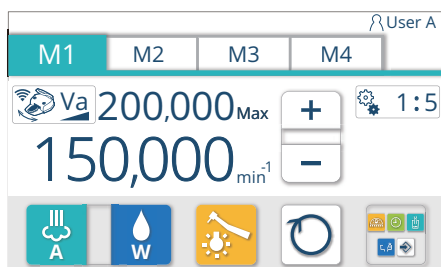 User A
M1 M2 M3 M4
Va 200,000 Max + 1:5
150,000 min-1 −
A W